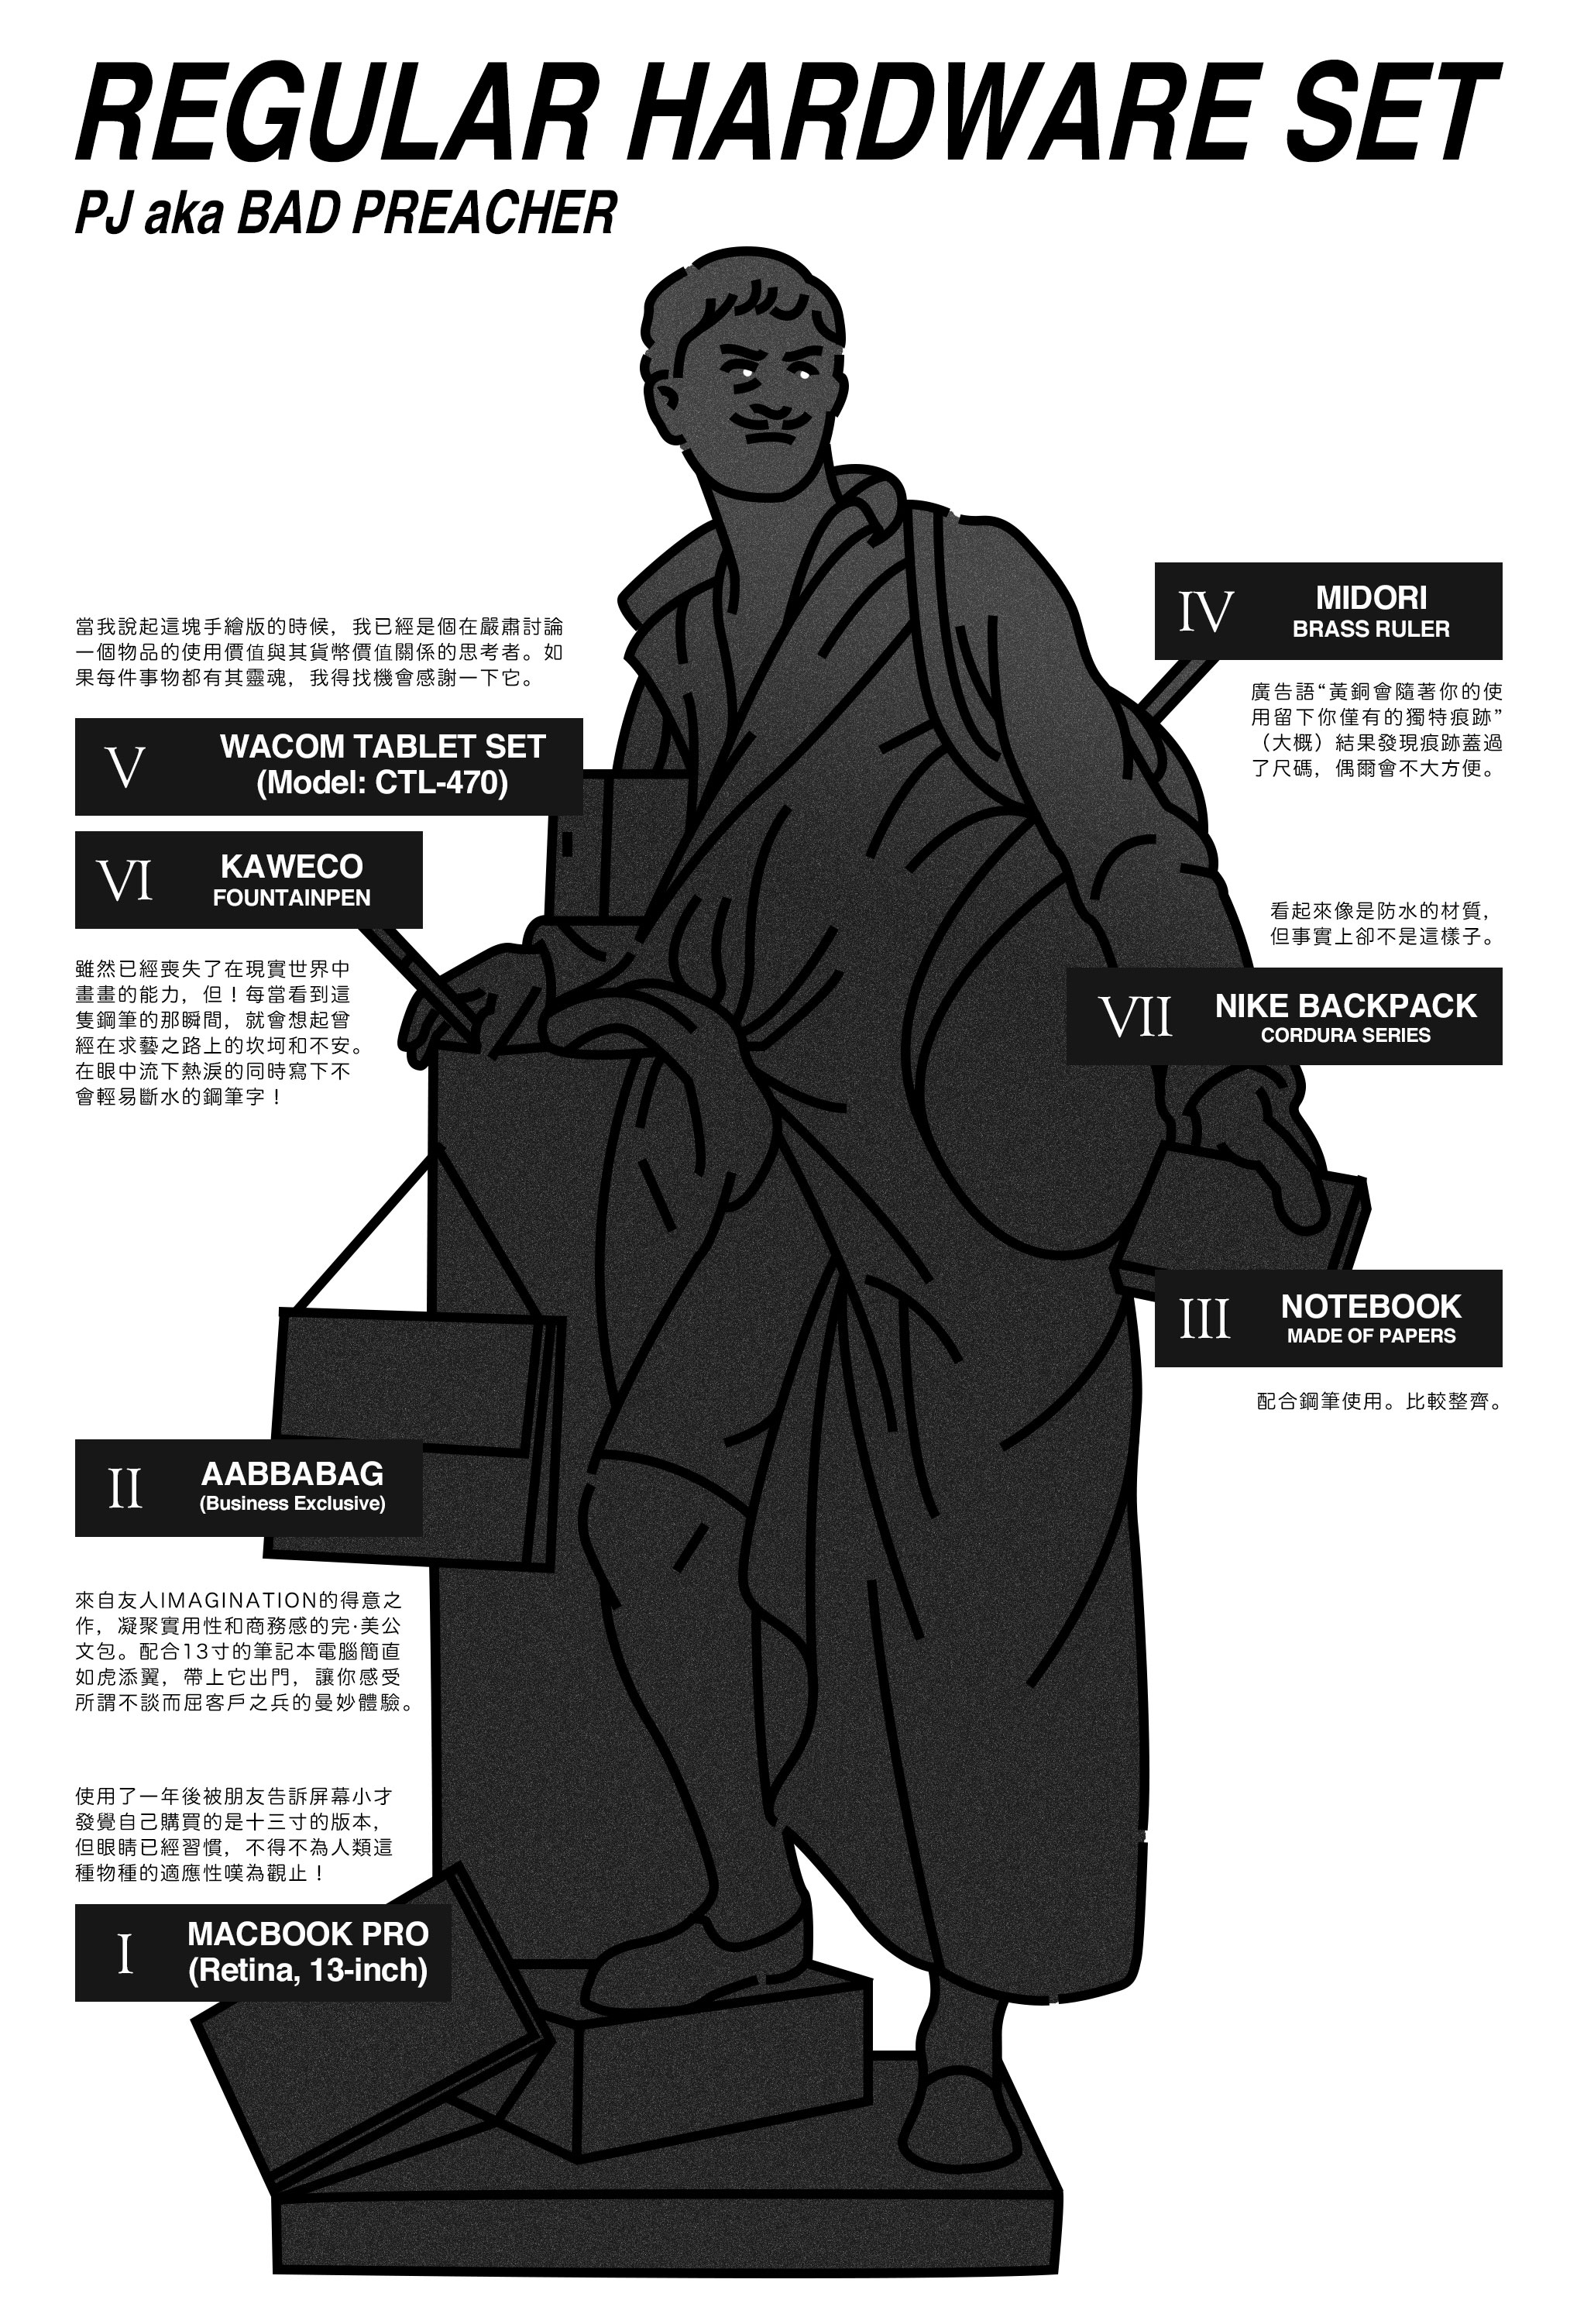 REGULAR HARDWARE SET
PJ aka BAD PREACHER
當我說起這塊手繪版的時候，我已經是個在嚴肅討論
一個物品的使用價值與其貨幣價值關係的思考者。如
果每件事物都有其靈魂，我得找機會感謝一下它。
V
WACOM TABLET SET
(Model: CTL-470)
VI
KAWECO
FOUNTAINPEN
雖然已經喪失了在現實世界中
畫畫的能力，但！每當看到這
隻鋼筆的那瞬間，就會想起曾
經在求藝之路上的坎坷和不安。
在眼中流下熱淚的同時寫下不
會輕易斷水的鋼筆字！
IV
MIDORI
BRASS RULER
廣告語“黃銅會隨著你的使
用留下你僅有的獨特痕跡”
（大概）結果發現痕跡蓋過
了尺碼，偶爾會不大方便。
看起來像是防水的材質，
但事實上卻不是這樣子。
VII
NIKE BACKPACK
CORDURA SERIES
III
NOTEBOOK
MADE OF PAPERS
配合鋼筆使用。比較整齊。
II
AABBABAG
(Business Exclusive)
來自友人IMAGINATION的得意之
作，凝聚實用性和商務感的完·美公
文包。配合13寸的筆記本電腦簡直
如虎添翼，帶上它出門，讓你感受
所謂不談而屈客戶之兵的曼妙體驗。
使用了一年後被朋友告訴屏幕小才
發覺自己購買的是十三寸的版本，
但眼睛已經習慣，不得不為人類這
種物種的適應性嘆為觀止！
I
MACBOOK PRO
(Retina, 13-inch)